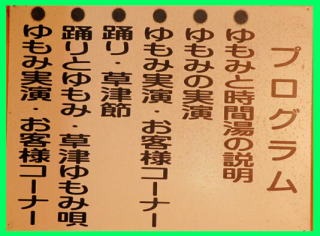 プログラム
ゆもみと時間湯の説明
ゆもみの実演
ゆもみ実演・お客様コーナー
踊り・草津節
踊りとゆもみ・草津ゆもみ唄
ゆもみ実演・お客様コーナー